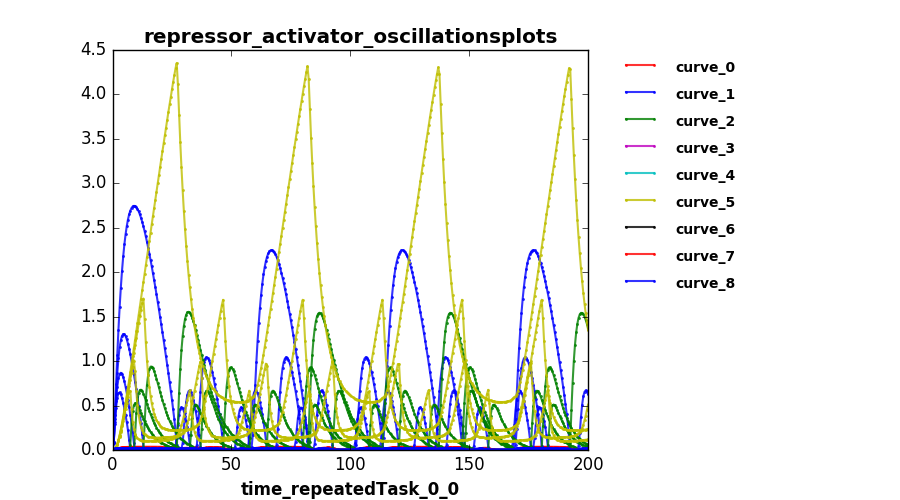 repressor_activator_oscillationsplots
4.5
4.0
3.5
3.0
2.5
2.0
1.5
1.0
0.5
0.0
0 50 100 150 200
time_repeatedTask_0_0
curve_0
curve_1
curve_2
curve_3
curve_4
curve_5
curve_6
curve_7
curve_8